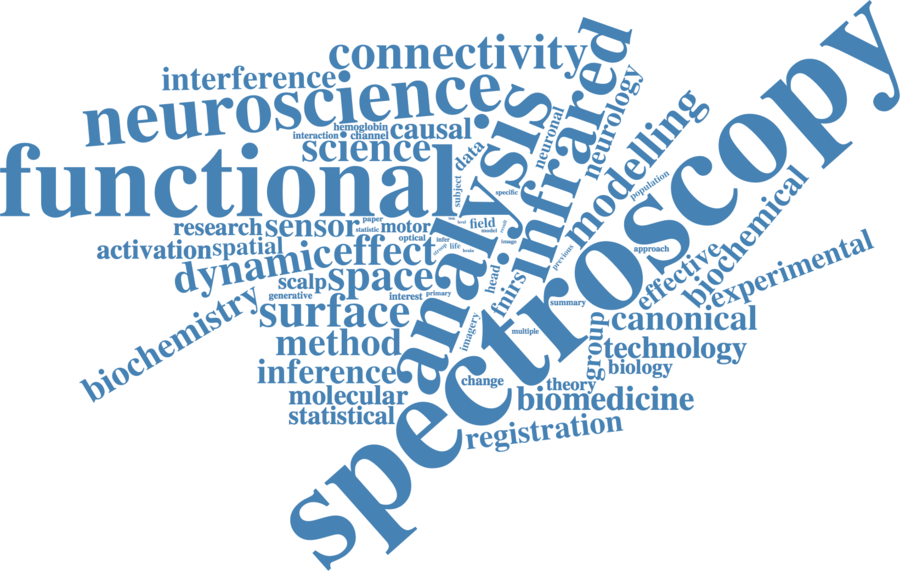 connectivity
infrared
spectroscopy
interference
neuroscience
hemoglobin
interaction
channel
causal
science
data
analysis
neuronal
neurology
functional
subject
specific
modelling
population
research
sensor
paper
statistic
motor
optical
field
model
image
previous
approach
biochemical
activation
spatial
effect
infer
life
brain
group
effective
experimental
dynamic
scalp
space
head
fnirs
generative
interest
primary
summary
biochemistry
surface
imagery
multiple
canonical
method
technology
inference
change
theory
biology
molecular
biomedicine
statistical
registration